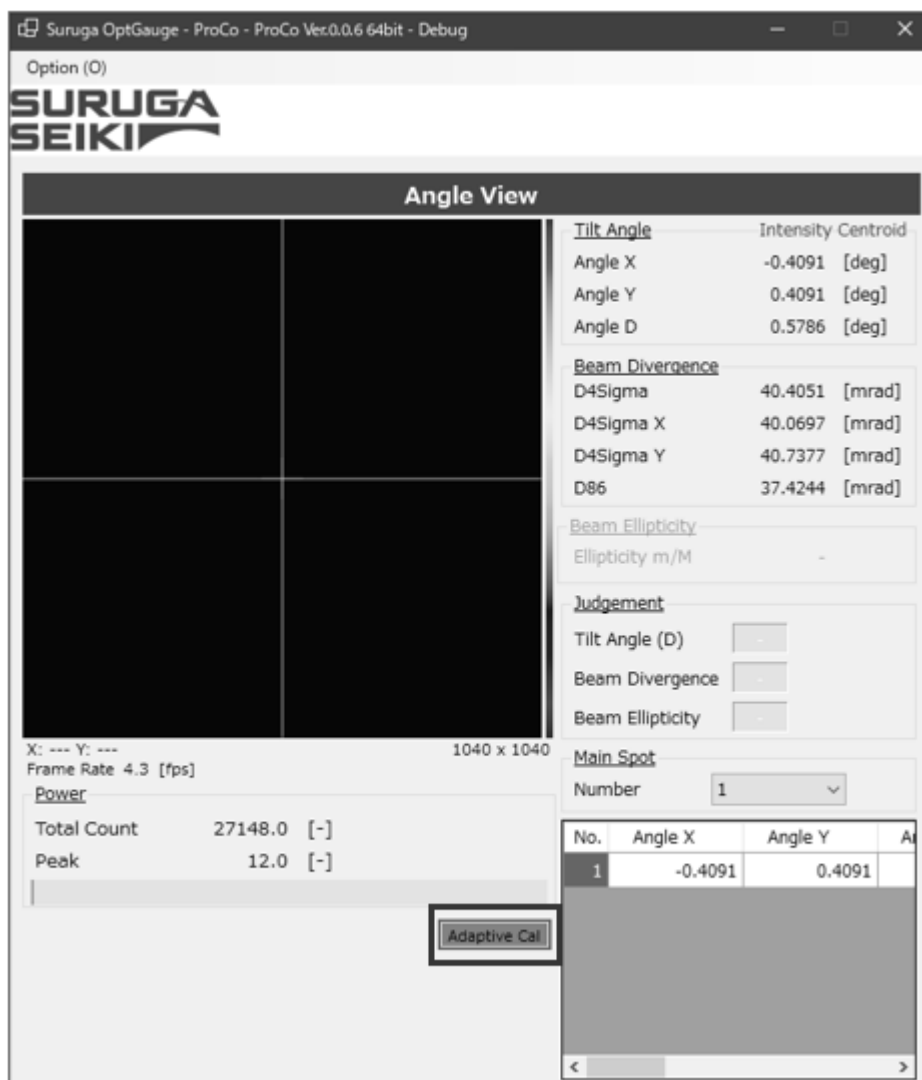 Suruga OptGauge - ProCo - ProCo Ver.0.0.6 64bit - Debug
Option (O)
SURUGA
SEIKI
Angle View
Tilt Angle Intensity Centroid
Angle X -0.4091 [deg]
Angle Y 0.4091 [deg]
Angle D 0.5786 [deg]
Beam Divergence
D4Sigma 40.4051 [mrad]
D4Sigma X 40.0697 [mrad]
D4Sigma Y 40.7377 [mrad]
D86 37.4244 [mrad]
Beam Ellipticity
Ellipticity m/M -
Judgement
Tilt Angle (D) -
Beam Divergence -
Beam Ellipticity -
X: --- Y: --- 1040 x 1040
Frame Rate 4.3 [fps]
Power
Total Count 27148.0 [-]
Peak 12.0 [-]
Adaptive Cal
Main Spot
Number 1
No. Angle X Angle Y
1 -0.4091 0.4091